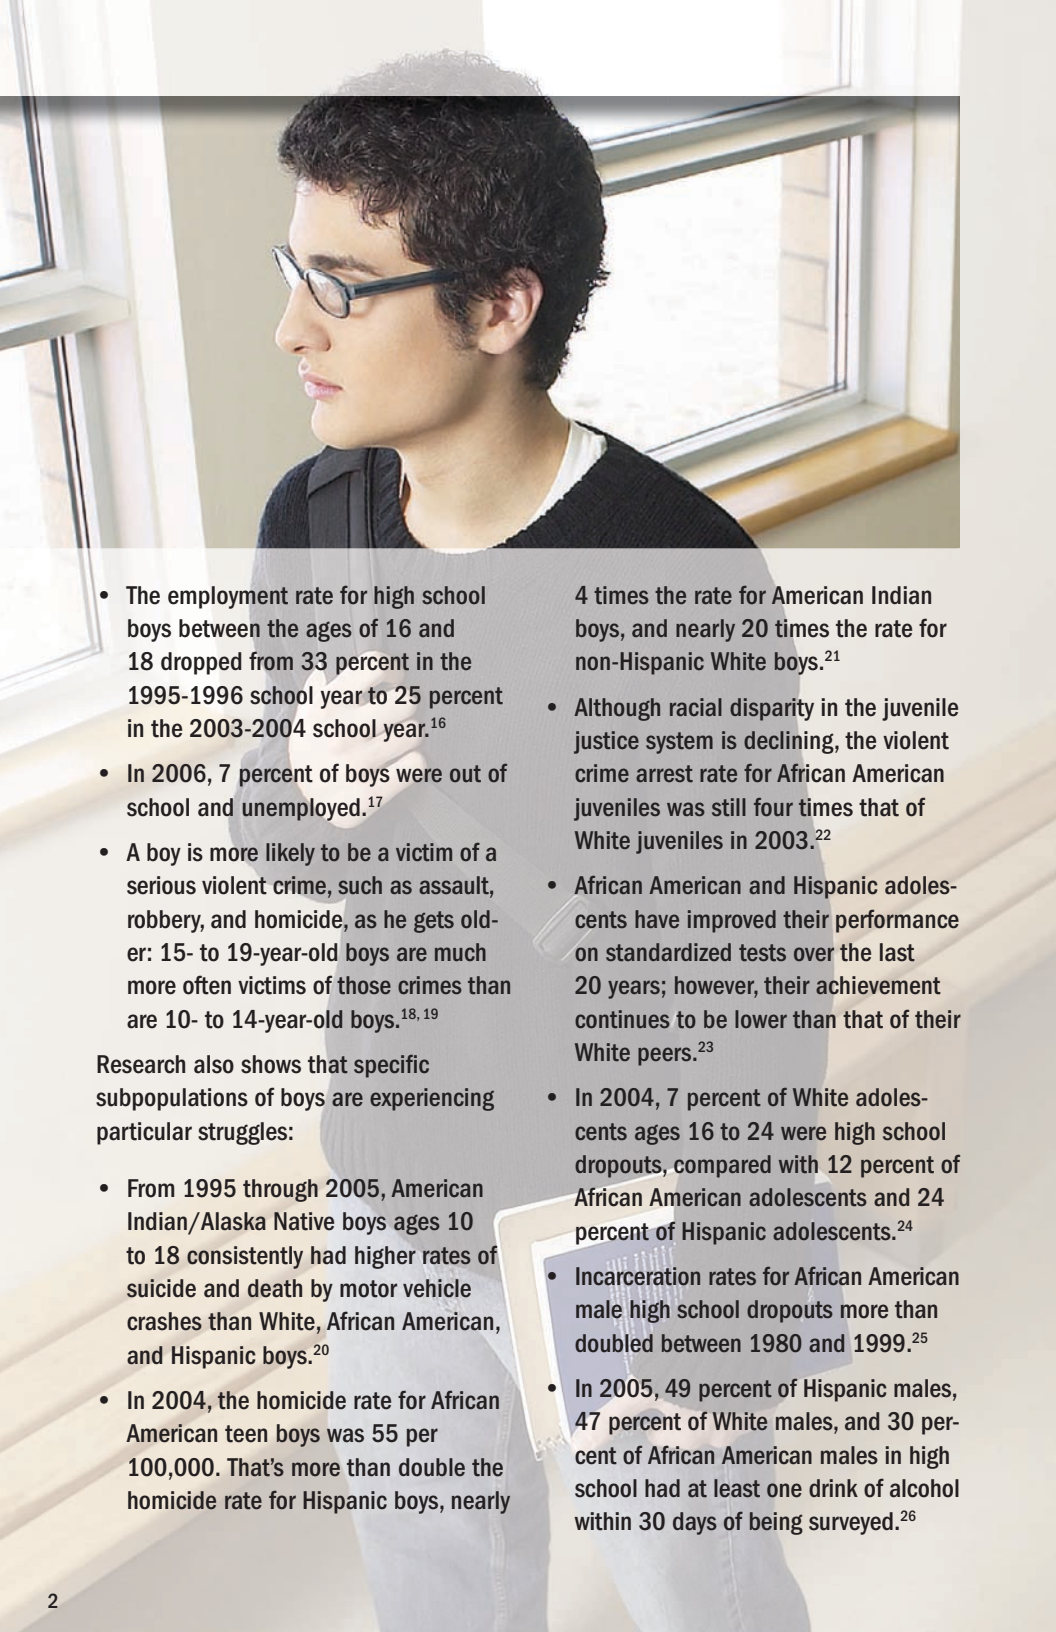 • The employment rate for high school
boys between the ages of 16 and
18 dropped from 33 percent in the
1995-1996 school year to 25 percent
in the 2003-2004 school year.16
• In 2006, 7 percent of boys were out of
school and unemployed.17
• A boy is more likely to be a victim of a
serious violent crime, such as assault,
robbery, and homicide, as he gets old-
er: 15- to 19-year-old boys are much
more often victims of those crimes than
are 10- to 14-year-old boys.18, 19
Research also shows that specific
subpopulations of boys are experiencing
particular struggles:
• From 1995 through 2005, American
Indian/Alaska Native boys ages 10
to 18 consistently had higher rates of
suicide and death by motor vehicle
crashes than White, African American,
and Hispanic boys.20
• In 2004, the homicide rate for African
American teen boys was 55 per
100,000. That’s more than double the
homicide rate for Hispanic boys, nearly
4 times the rate for American Indian
boys, and nearly 20 times the rate for
non-Hispanic White boys.21
• Although racial disparity in the juvenile
justice system is declining, the violent
crime arrest rate for African American
juveniles was still four times that of
White juveniles in 2003.22
• African American and Hispanic adoles-
cents have improved their performance
on standardized tests over the last
20 years; however, their achievement
continues to be lower than that of their
White peers.23
• In 2004, 7 percent of White adoles-
cents ages 16 to 24 were high school
dropouts, compared with 12 percent of
African American adolescents and 24
percent of Hispanic adolescents.24
• Incarceration rates for African American
male high school dropouts more than
doubled between 1980 and 1999.25
• In 2005, 49 percent of Hispanic males,
47 percent of White males, and 30 per-
cent of African American males in high
school had at least one drink of alcohol
within 30 days of being surveyed.26
2